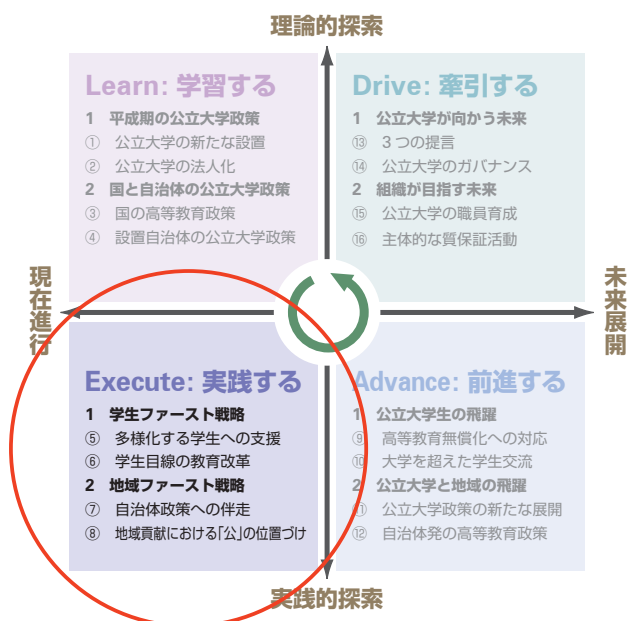 理論的探索
Learn: 学習する
1 平成期の公立大学政策
① 公立大学の新たな設置
② 公立大学の法人化
2 国と自治体の公立大学政策
③ 国の高等教育政策
④ 設置自治体の公立大学政策
Drive: 牽引する
1 公立大学が向かう未来
⑬ 3つの提言
⑭ 公立大学のガバナンス
2 組織が目指す未来
⑮ 公立大学の職員育成
⑯ 主体的な質保証活動
現在進行
未来展開
Execute: 実践する
1 学生ファースト戦略
⑤ 多様化する学生への支援
⑥ 学生目線の教育改革
2 地域ファースト戦略
⑦ 自治体政策への伴走
⑧ 地域貢献における「公」の位置づけ
Advance: 前進する
1 公立大学生の飛躍
⑨ 高等教育無償化への対応
⑩ 大学を超えた学生交流
2 公立大学と地域の飛躍
⑪ 公立大学政策の新たな展開
⑫ 自治体発の高等教育政策
実践的探索